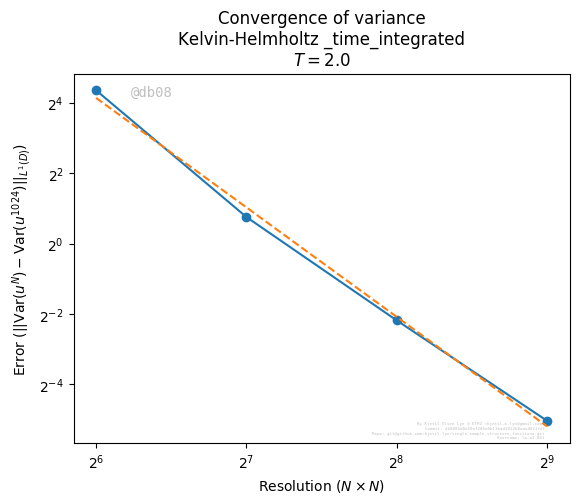 Convergence of variance
Kelvin-Helmholtz _time_integrated
T = 2.0
@db08
2^4
2^2
2^0
2^{-2}
2^{-4}
Error (||Var(u^N) − Var(u^{1024})||_{L^1(D)})
2^6 2^7 2^8 2^9
Resolution (N × N)